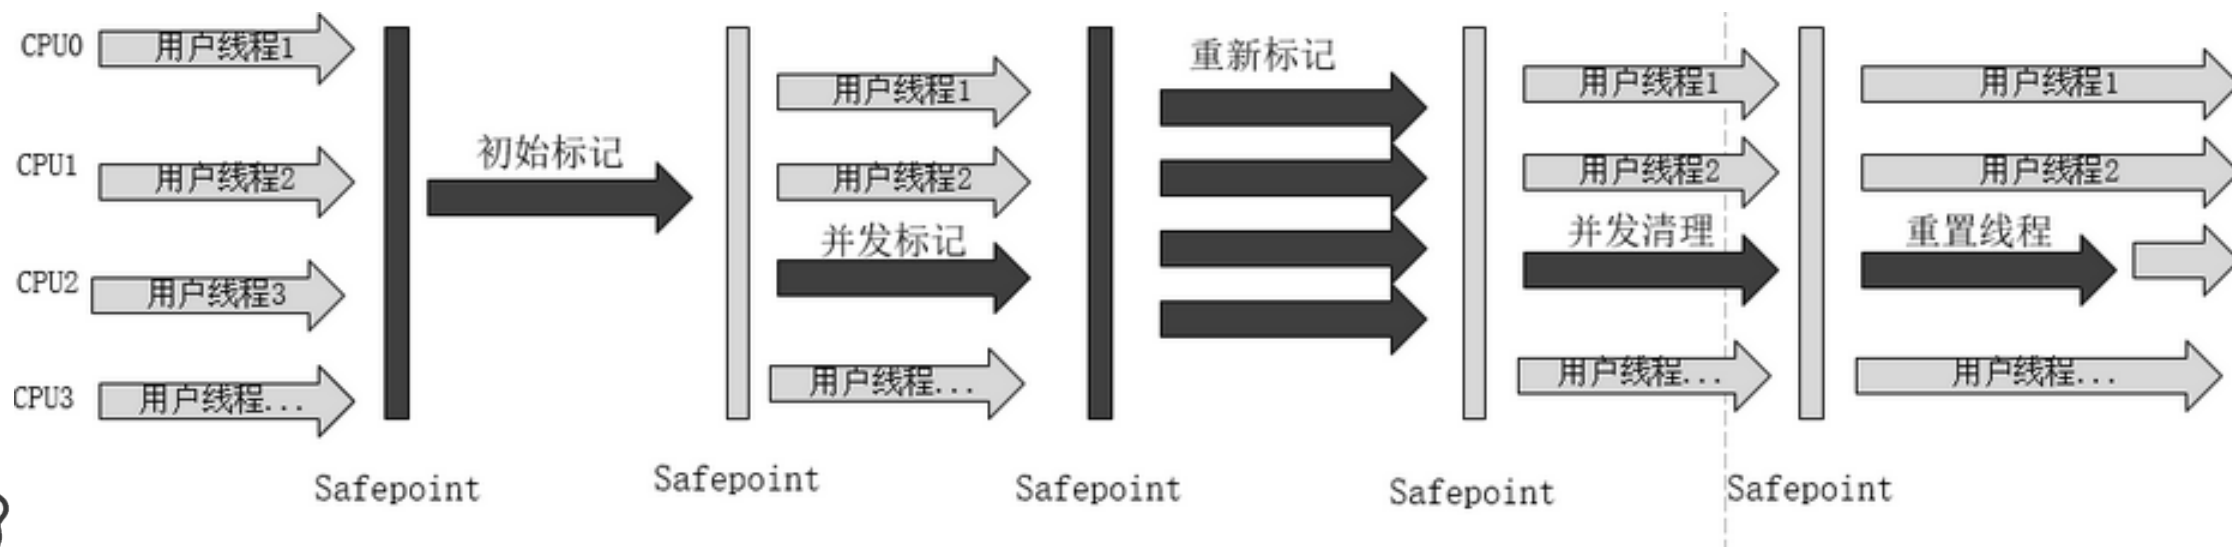 CPU0
用户线程1
CPU1
用户线程2
CPU2
用户线程3
CPU3
用户线程...
初始标记
用户线程1
用户线程2
并发标记
用户线程...
重新标记
用户线程1
用户线程2
并发清理
用户线程...
用户线程1
用户线程2
重置线程
用户线程...
Safepoint
Safepoint
Safepoint
Safepoint
Safepoint